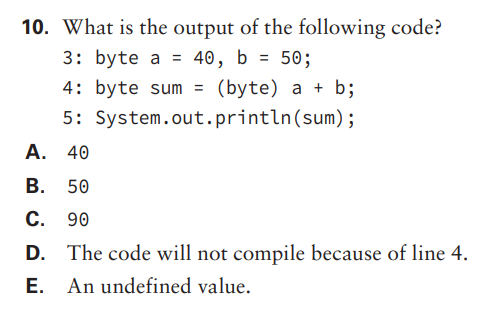 10. What is the output of the following code?
3: byte a = 40, b = 50;
4: byte sum = (byte) a + b;
5: System.out.println(sum);
A. 40
B. 50
C. 90
D. The code will not compile because of line 4.
E. An undefined value.